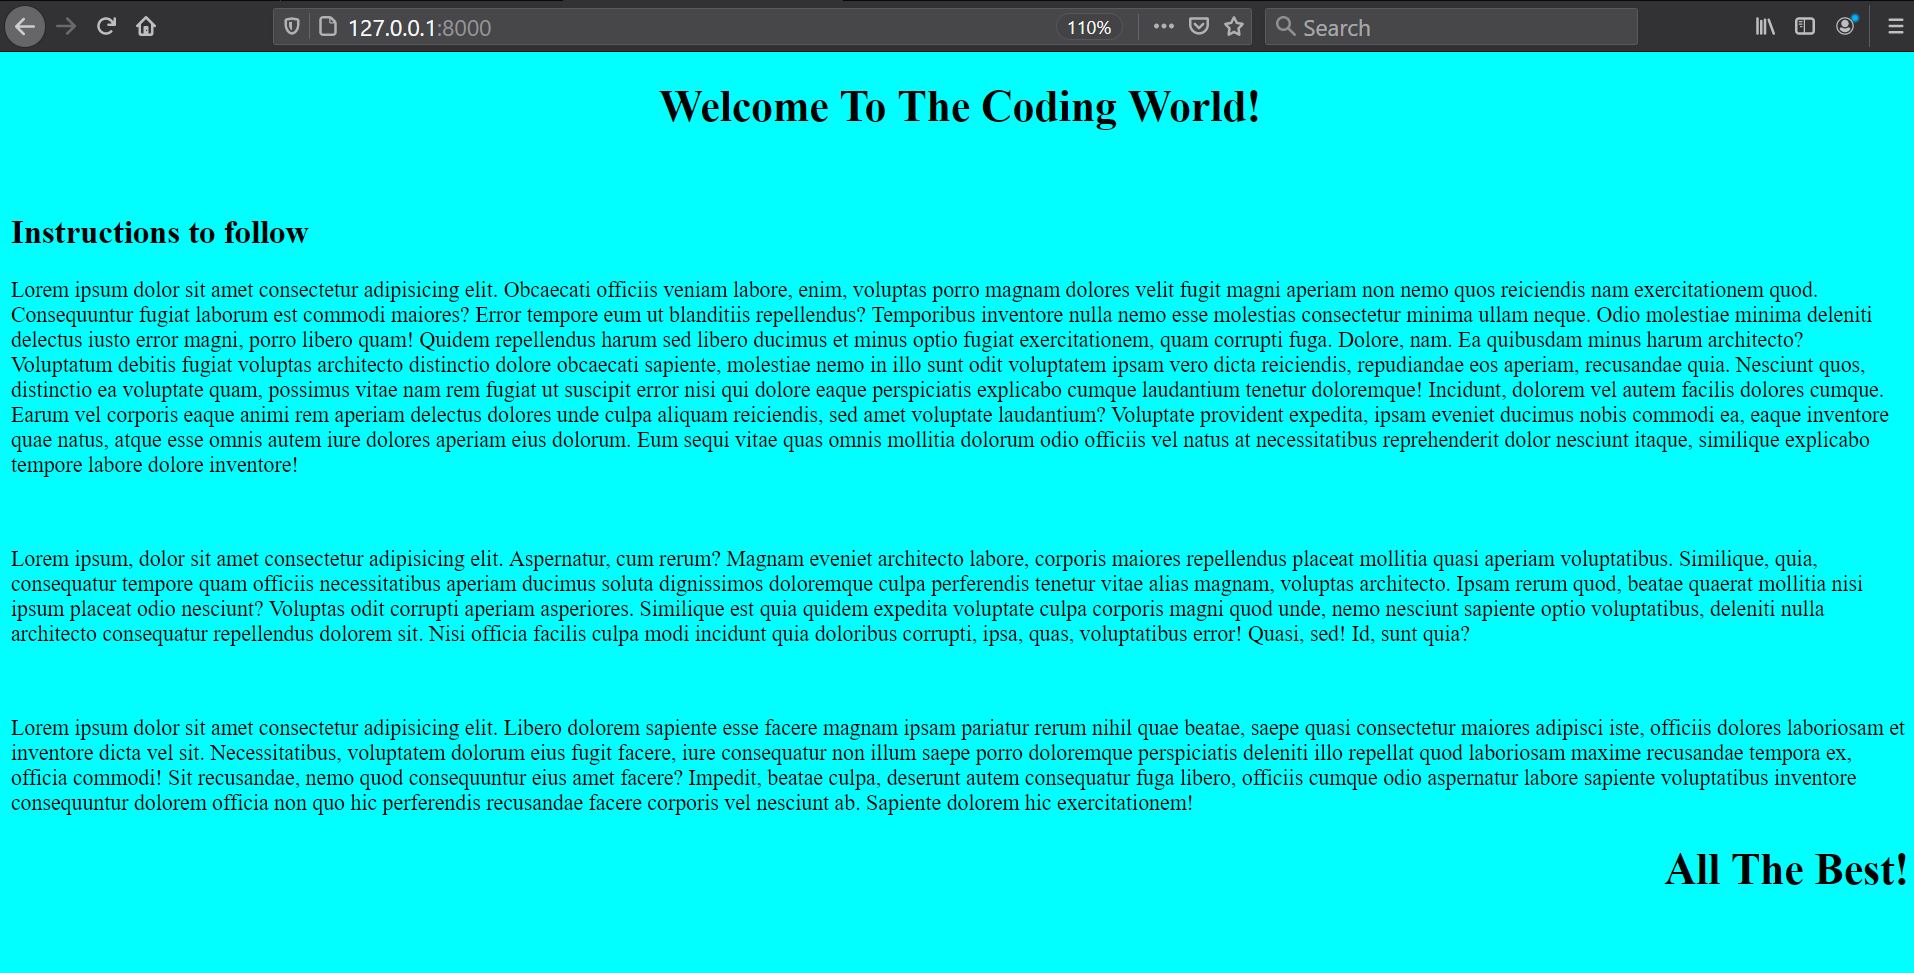 127.0.0.1:8000
110%
Search
Welcome To The Coding World!
Instructions to follow
Lorem ipsum dolor sit amet consectetur adipisicing elit. Obcaecati officiis veniam labore, enim, voluptas porro magnam dolores velit fugit magni aperiam non nemo quos reiciendis nam exercitationem quod.
Consequuntur fugiat laborum est commodi maiores? Error tempore eum ut blanditiis repellendus? Temporibus inventore nulla nemo esse molestias consectetur minima ullam neque. Odio molestiae minima deleniti
delectus iusto error magni, porro libero quam! Quidem repellendus harum sed libero ducimus et minus optio fugiat exercitationem, quam corrupti fuga. Dolore, nam. Ea quibusdam minus harum architecto?
Voluptatum debitis fugiat voluptas architecto distinctio dolore obcaecati sapiente, molestiae nemo in illo sunt odit voluptatem ipsam vero dicta reiciendis, repudiandae eos aperiam, recusandae quia. Nesciunt quos,
distinctio ea voluptate quam, possimus vitae nam rem fugiat ut suscipit error nisi qui dolore eaque perspiciatis explicabo cumque laudantium tenetur doloremque! Incidunt, dolorem vel autem facilis dolores cumque.
Earum vel corporis eaque animi rem aperiam delectus dolores unde culpa aliquam reiciendis, sed amet voluptate laudantium? Voluptate provident expedita, ipsam eveniet ducimus nobis commodi ea, eaque inventore
quae natus, atque esse omnis autem iure dolores aperiam eius dolorum. Eum sequi vitae quas omnis mollitia dolorum odio officiis vel natus at necessitatibus reprehenderit dolor nesciunt itaque, similique explicabo
tempore labore dolore inventore!
Lorem ipsum, dolor sit amet consectetur adipisicing elit. Aspernatur, cum rerum? Magnam eveniet architecto labore, corporis maiores repellendus placeat mollitia quasi aperiam voluptatibus. Similique, quia,
consequatur tempore quam officiis necessitatibus aperiam ducimus soluta dignissimos doloremque culpa perferendis tenetur vitae alias magnam, voluptas architecto. Ipsam rerum quod, beatae quaerat mollitia nisi
ipsum placeat odio nesciunt? Voluptas odit corrupti aperiam asperiores. Similique est quia quidem expedita voluptate culpa corporis magni quod unde, nemo nesciunt sapiente optio voluptatibus, deleniti nulla
architecto consequatur repellendus dolorem sit. Nisi officia facilis culpa modi incidunt quia doloribus corrupti, ipsa, quas, voluptatibus error! Quasi, sed! Id, sunt quia?
Lorem ipsum dolor sit amet consectetur adipisicing elit. Libero dolorem sapiente esse facere magnam ipsam pariatur rerum nihil quae beatae, saepe quasi consectetur maiores adipisci iste, officiis dolores laboriosam et
inventore dicta vel sit. Necessitatibus, voluptatem dolorum eius fugit facere, iure consequatur non illum saepe porro doloremque perspiciatis deleniti illo repellat quod laboriosam maxime recusandae tempora ex,
officia commodi! Sit recusandae, nemo quod consequuntur eius amet facere? Impedit, beatae culpa, deserunt autem consequatur fuga libero, officiis cumque odio aspernatur labore sapiente voluptatibus inventore
consequuntur dolorem officia non quo hic perferendis recusandae facere corporis vel nesciunt ab. Sapiente dolorem hic exercitationem!
All The Best!